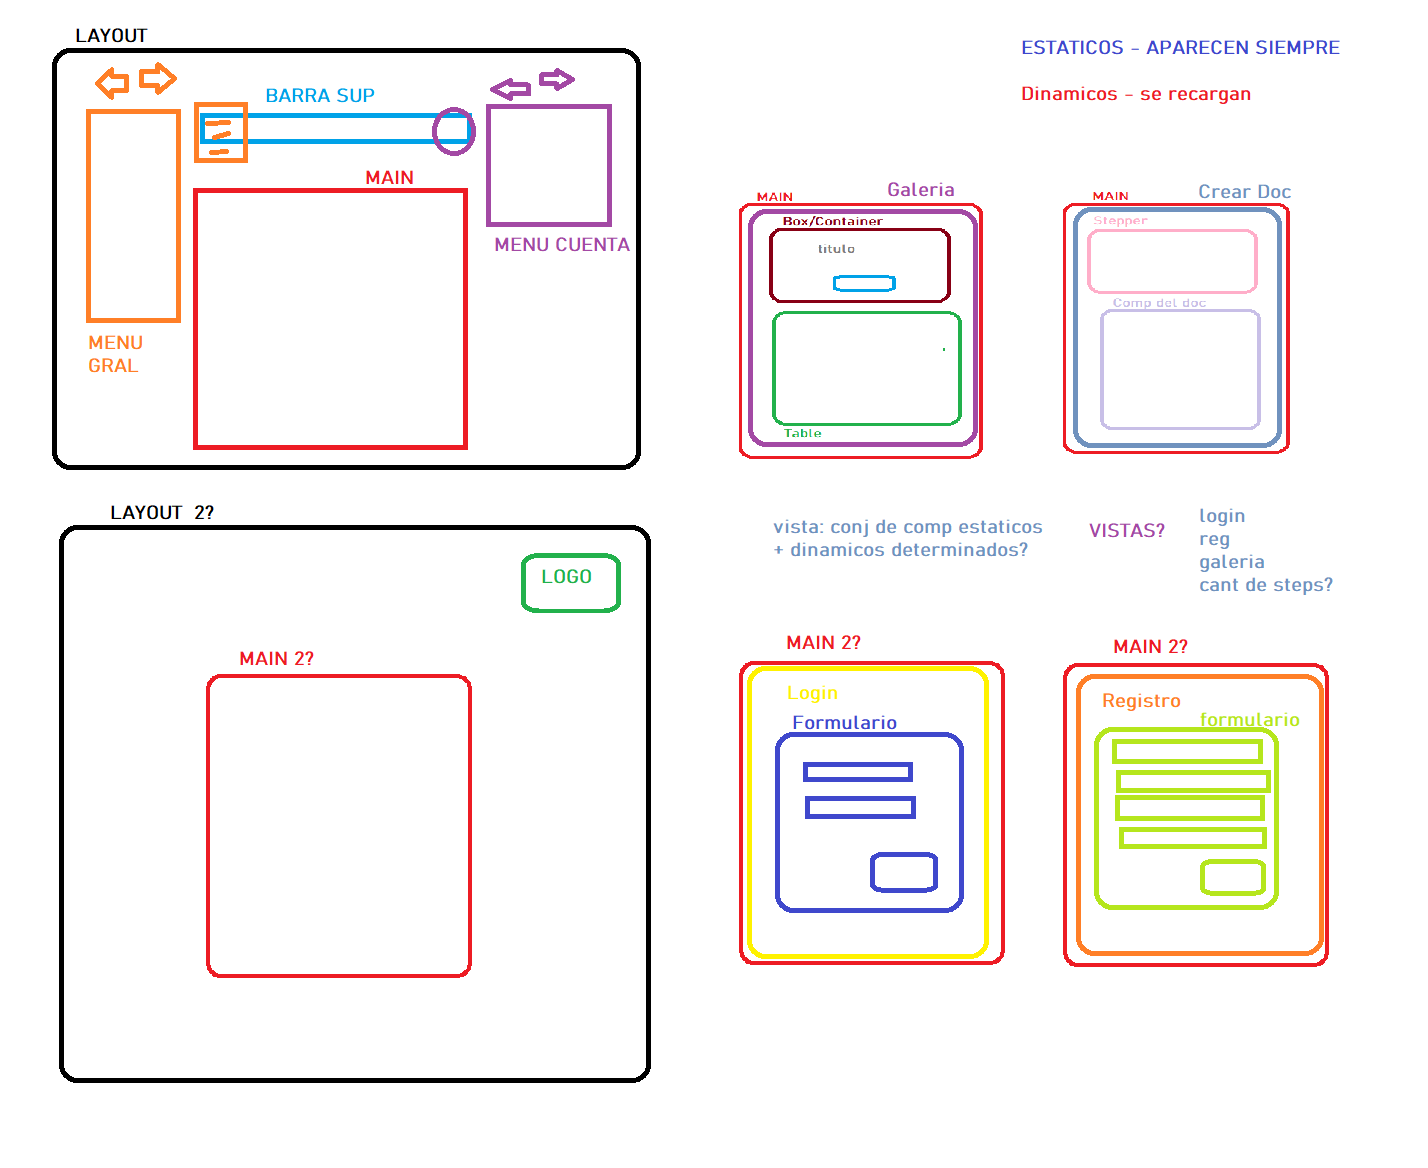 LAYOUT
BARRA SUP
MAIN
MENU CUENTA
MENU
GRAL
ESTATICOS - APARECEN SIEMPRE
Dinamicos - se recargan
MAIN
Galeria
Box/Container
titulo
Table
MAIN
Crear Doc
Stepper
Comp del doc
LAYOUT 2?
LOGO
MAIN 2?
vista: conj de comp estaticos
+ dinamicos determinados?
VISTAS?
login
reg
galeria
cant de steps?
MAIN 2?
Login
Formulario
MAIN 2?
Registro
formulario